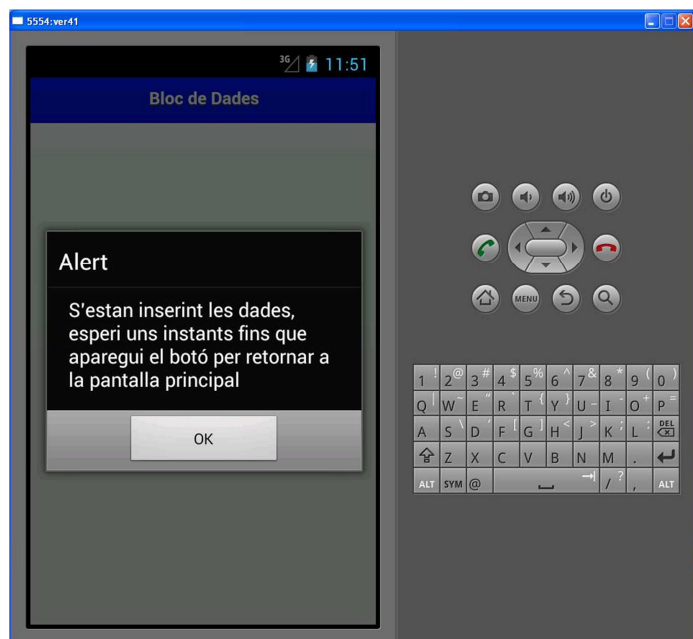 5554:ver41
3G 11:51
Bloc de Dades
Alert
S'estan inserint les dades,
esperi uns instants fins que
aparegui el botó per retornar a
la pantalla principal
OK
MENU
1 ! 2 @ 3 # 4 $ 5 % 6 ^ 7 & 8 * 9 ( 0 )
Q | W ~ E " R ` T { Y } U _ I - O + P =
A S \ D ' F [ G ] H < J > K ; L : DEL
Z X C V B N M .
ALT SYM @ / ? , ALT